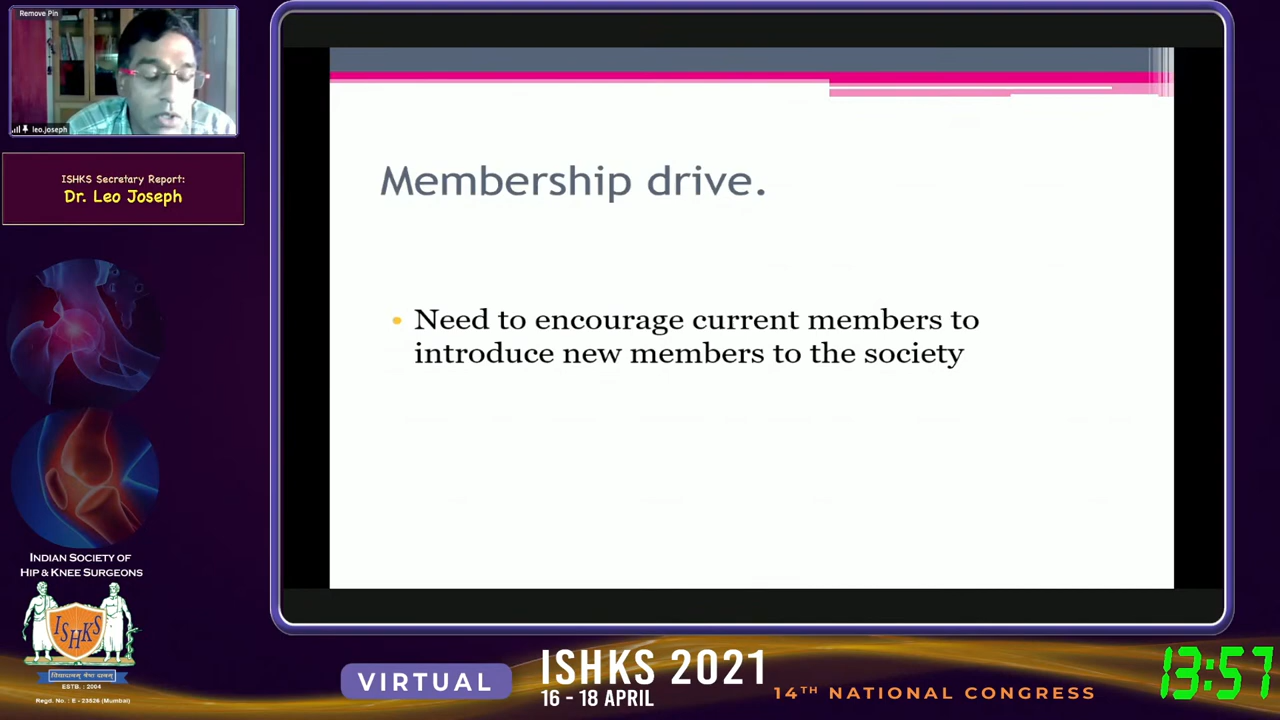 Remove Pin
leo.joseph
ISHKS Secretary Report:
Dr. Leo Joseph
Membership drive.
• Need to encourage current members to
introduce new members to the society
INDIAN SOCIETY OF
HIP & KNEE SURGEONS
ISHKS
ESTB. : 2004
Regd. No. : E - 23526 (Mumbai)
VIRTUAL
ISHKS 2021
16 - 18 APRIL
14TH NATIONAL CONGRESS
13:57